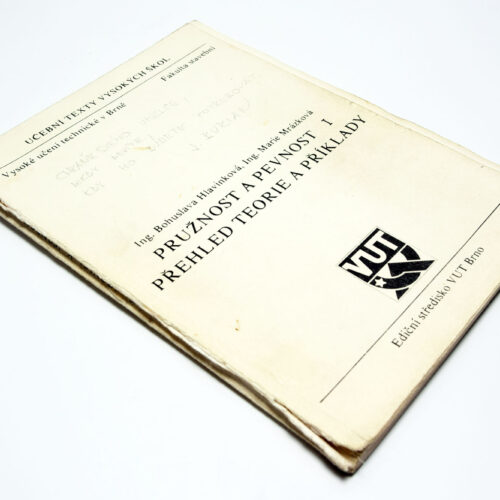 UČEBNÍ TEXTY VYSOKÝCH ŠKOL
Vysoké učení technické v Brně
Fakulta stavební
Ing. Bohuslava Hlavinková, Ing. Marie Mrázková
PRUŽNOST A PEVNOST I
PŘEHLED TEORIE A PŘÍKLADY
VUT
Ediční středisko VUT Brno